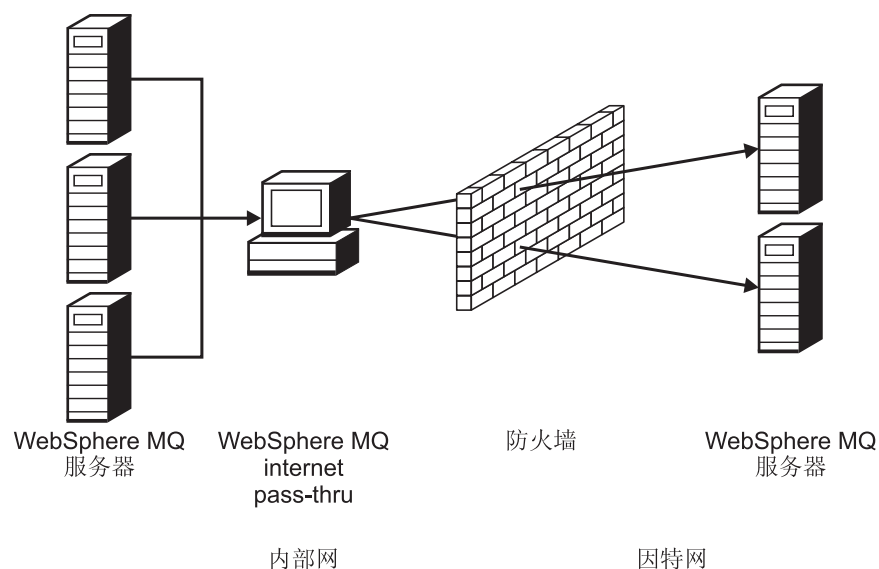 WebSphere MQ
服务器
WebSphere MQ
internet
pass-thru
防火墙
WebSphere MQ
服务器
内部网
因特网